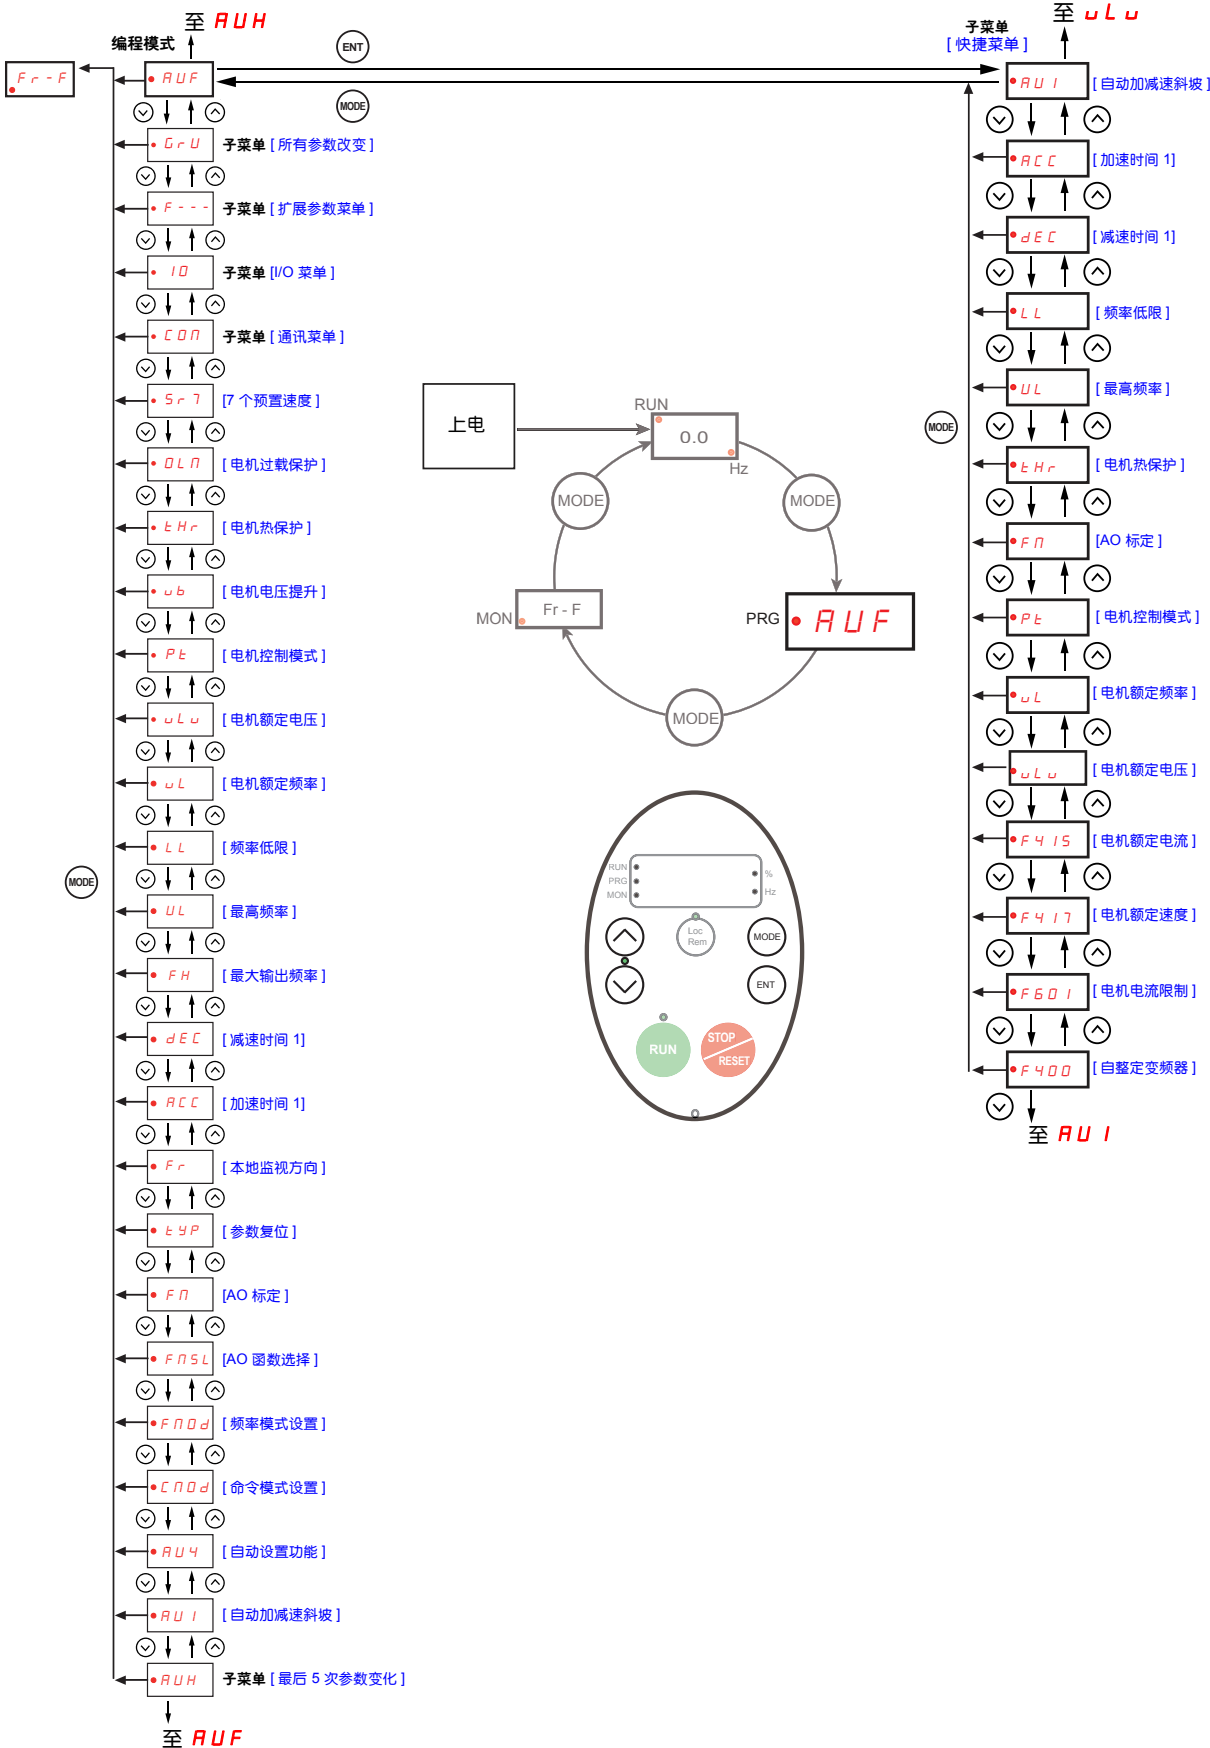 至 AUH
编程模式
ENT
子菜单
[ 快捷菜单 ]
至 uLu
Fr-F
AUF
MODE
AU1 [ 自动加减速斜坡 ]
GrU 子菜单 [ 所有参数改变 ]
ACC [ 加速时间 1]
F--- 子菜单 [ 扩展参数菜单 ]
dEC [ 减速时间 1]
IO 子菜单 [I/O 菜单 ]
LL [ 频率低限 ]
COM 子菜单 [ 通讯菜单 ]
UL [ 最高频率 ]
Sr7 [7 个预置速度 ]
MODE
OLM [ 电机过载保护 ]
tHr [ 电机热保护 ]
tHr [ 电机热保护 ]
FM [AO 标定 ]
ub [ 电机电压提升 ]
Pt [ 电机控制模式 ]
Pt [ 电机控制模式 ]
uL [ 电机额定频率 ]
uLu [ 电机额定电压 ]
uLu [ 电机额定电压 ]
uL [ 电机额定频率 ]
F415 [ 电机额定电流 ]
LL [ 频率低限 ]
MODE
F417 [ 电机额定速度 ]
UL [ 最高频率 ]
F601 [ 电机电流限制 ]
FH [ 最大输出频率 ]
F400 [ 自整定变频器 ]
dEC [ 减速时间 1]
至 AU1
ACC [ 加速时间 1]
Fr [ 本地监视方向 ]
tYP [ 参数复位 ]
FM [AO 标定 ]
FMSL [AO 函数选择 ]
FMOd [ 频率模式设置 ]
CMOd [ 命令模式设置 ]
AU4 [ 自动设置功能 ]
AU1 [ 自动加减速斜坡 ]
AUH 子菜单 [ 最后 5 次参数变化 ]
至 AUF
上电
RUN
0.0
Hz
MODE
MODE
MON
Fr - F
PRG
AUF
MODE
RUN
PRG
MON
%
Hz
Loc
Rem
MODE
ENT
RUN
STOP
RESET